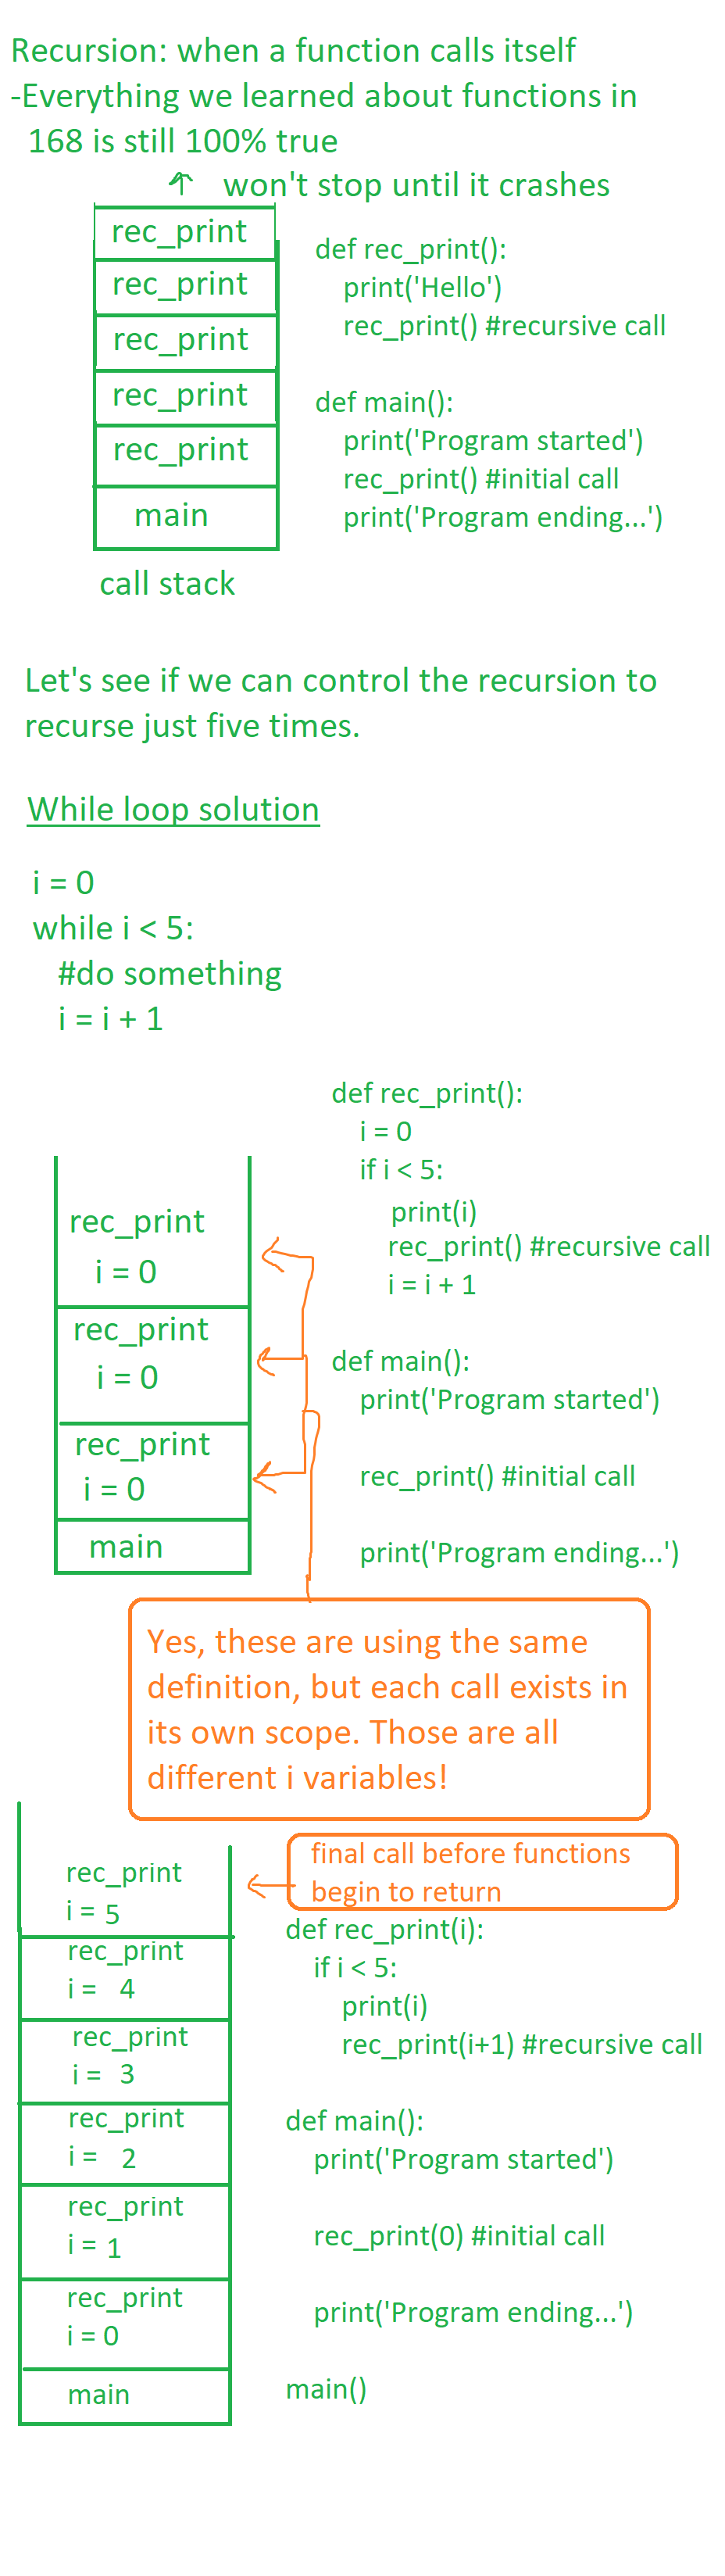 Recursion: when a function calls itself
-Everything we learned about functions in
168 is still 100% true
won't stop until it crashes
rec_print
rec_print
rec_print
rec_print
rec_print
main
call stack
def rec_print():
print('Hello')
rec_print() #recursive call
def main():
print('Program started')
rec_print() #initial call
print('Program ending...')
Let's see if we can control the recursion to
recurse just five times.
While loop solution
i = 0
while i < 5:
#do something
i = i + 1
def rec_print():
i = 0
if i < 5:
print(i)
rec_print() #recursive call
i = i + 1
def main():
print('Program started')
rec_print() #initial call
print('Program ending...')
rec_print
i = 0
rec_print
i = 0
rec_print
i = 0
main
Yes, these are using the same
definition, but each call exists in
its own scope. Those are all
different i variables!
final call before functions
begin to return
rec_print
i = 5
rec_print
i = 4
rec_print
i = 3
rec_print
i = 2
rec_print
i = 1
rec_print
i = 0
main
def rec_print(i):
if i < 5:
print(i)
rec_print(i+1) #recursive call
def main():
print('Program started')
rec_print(0) #initial call
print('Program ending...')
main()